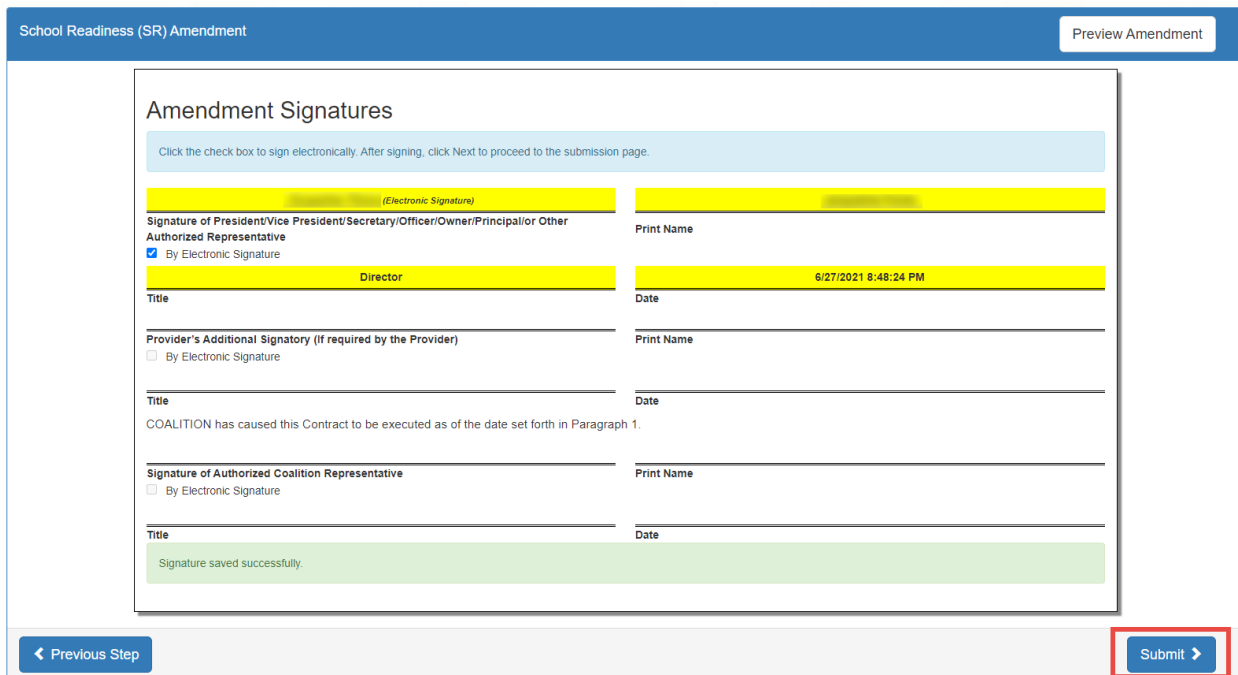 School Readiness (SR) Amendment
Preview Amendment
Amendment Signatures
Click the check box to sign electronically. After signing, click Next to proceed to the submission page.
(Electronic Signature)
Signature of President/Vice President/Secretary/Officer/Owner/Principal/or Other
Authorized Representative
Print Name
By Electronic Signature
Director
6/27/2021 8:48:24 PM
Title
Date
Provider's Additional Signatory (If required by the Provider)
Print Name
By Electronic Signature
Title
Date
COALITION has caused this Contract to be executed as of the date set forth in Paragraph 1.
Signature of Authorized Coalition Representative
Print Name
By Electronic Signature
Title
Date
Signature saved successfully.
Previous Step
Submit